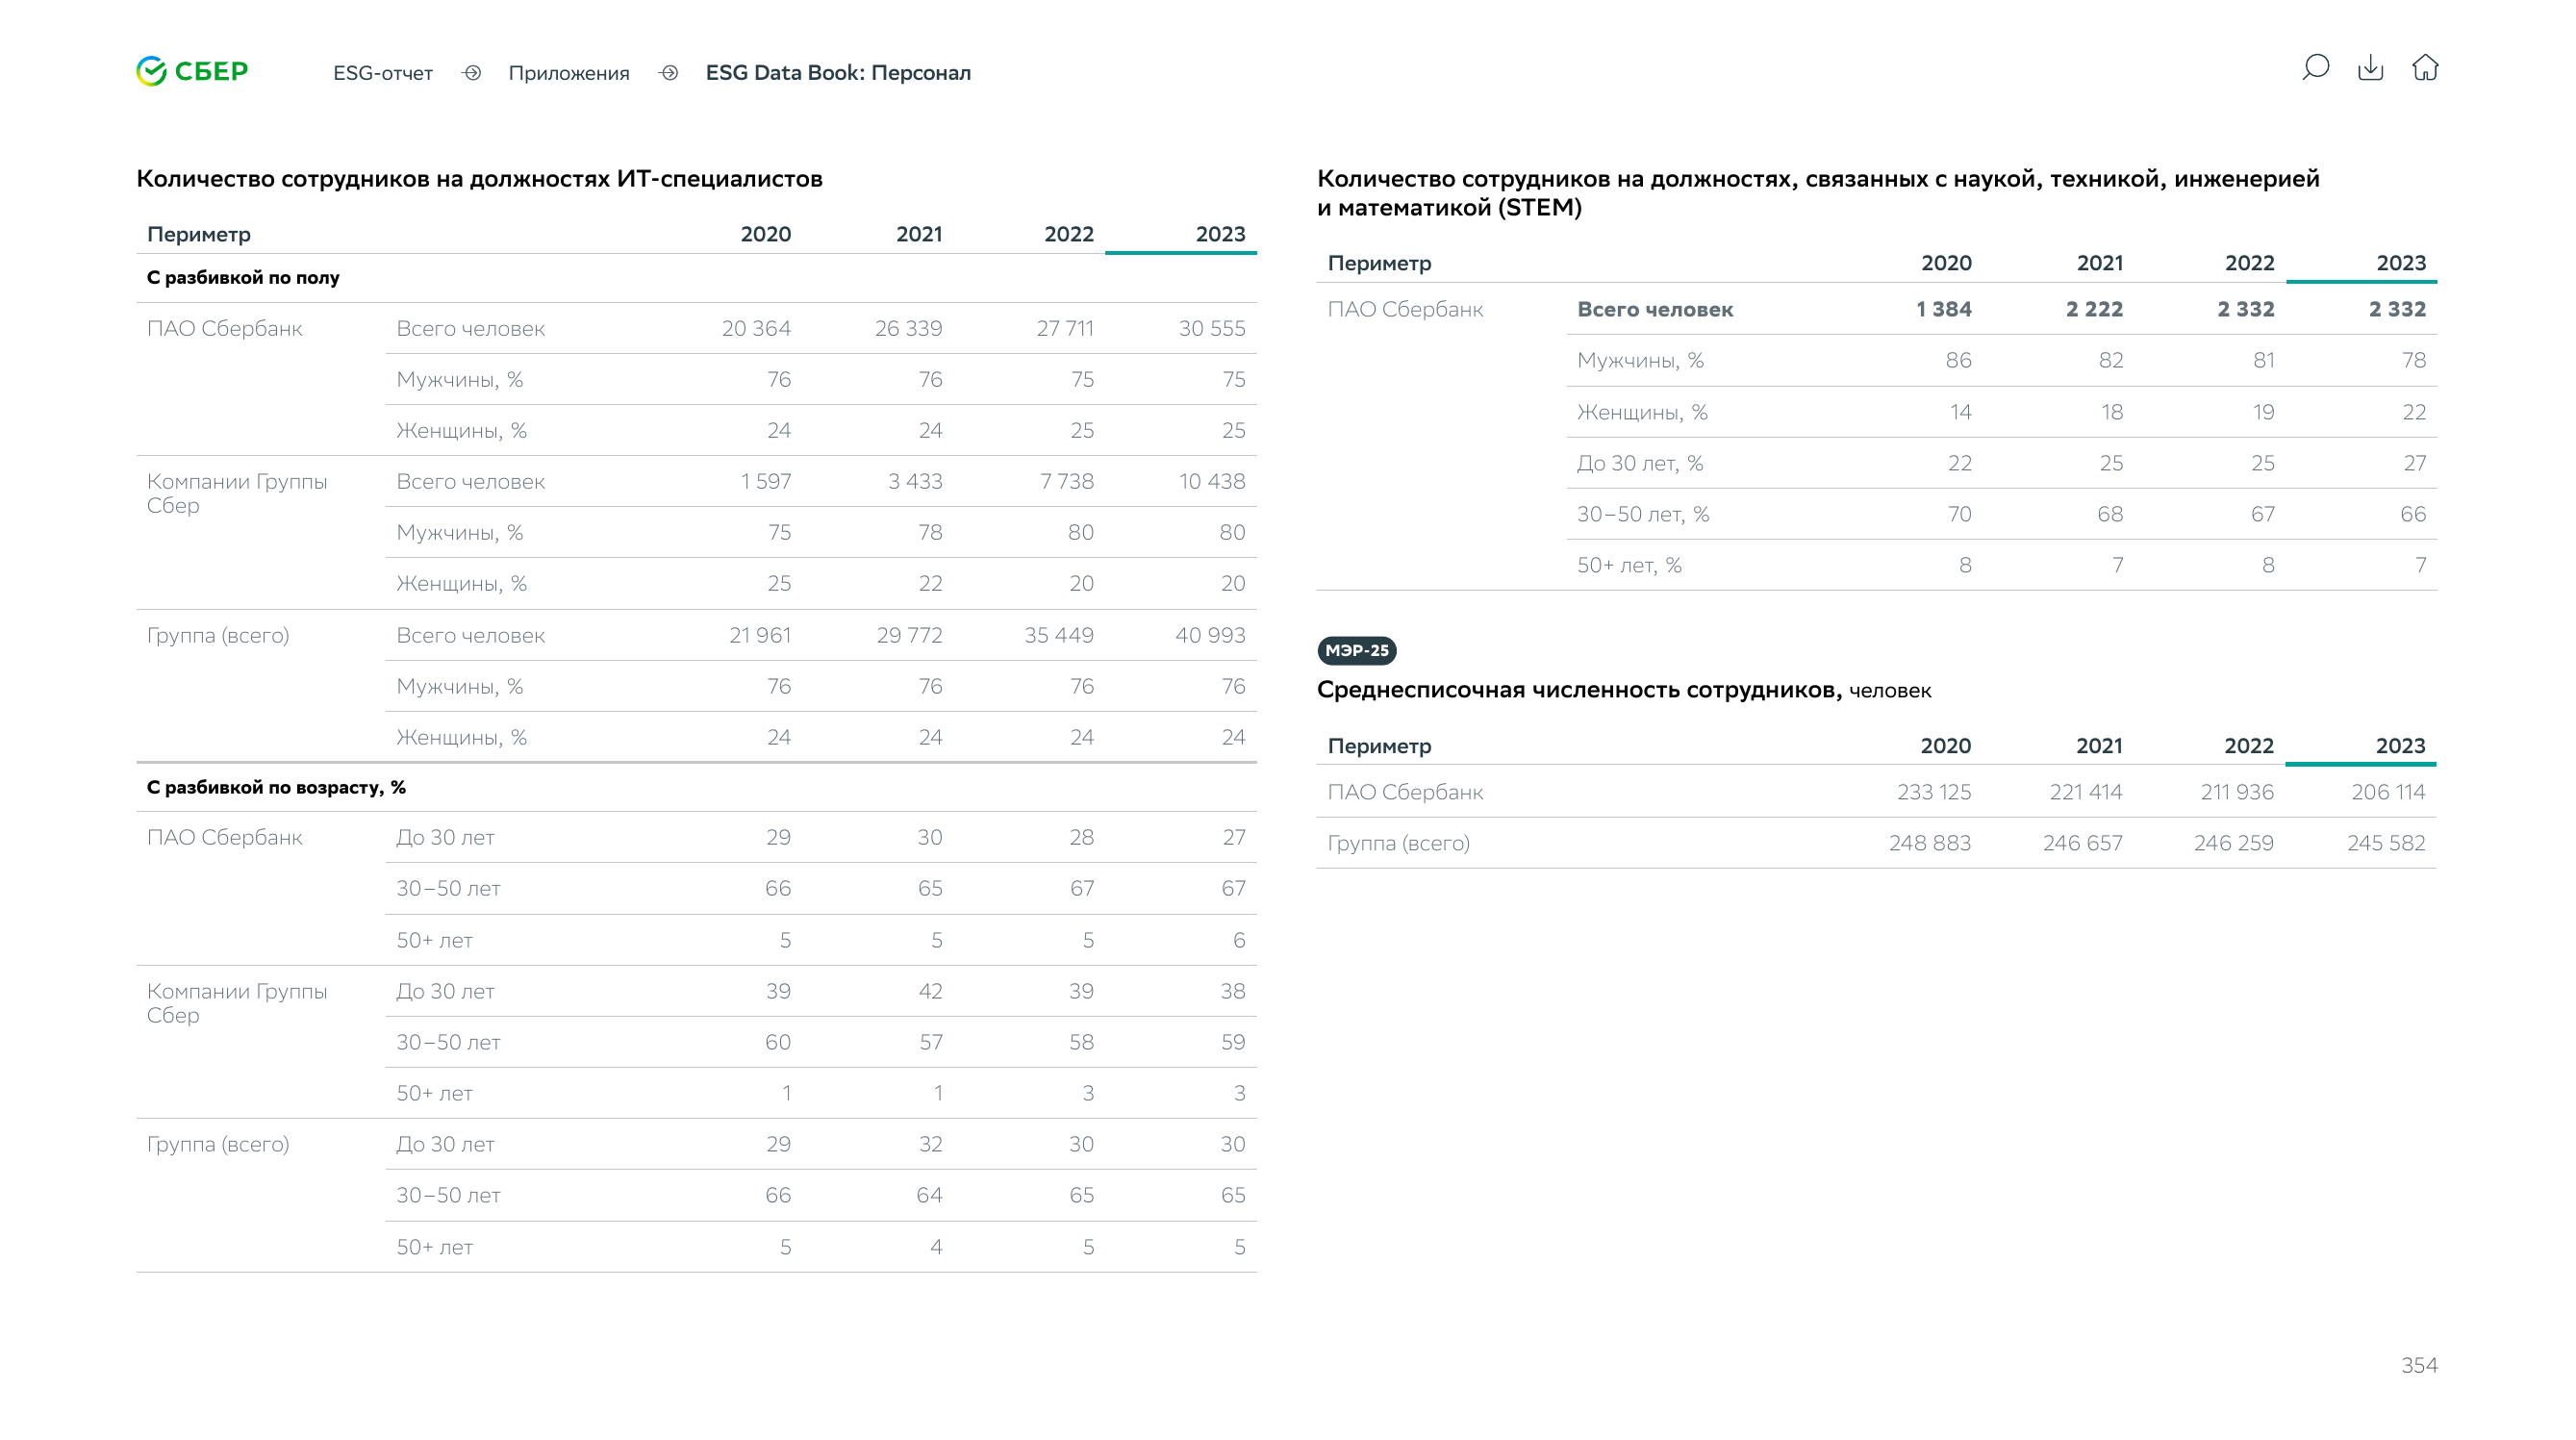 СБЕР
ESG-отчет Приложения ESG Data Book: Персонал
Количество сотрудников на должностях ИТ-специалистов
Периметр 2020 2021 2022 2023
С разбивкой по полу
ПАО Сбербанк Всего человек 20 364 26 339 27 711 30 555
Мужчины, % 76 76 75 75
Женщины, % 24 24 25 25
Компании Группы Сбер Всего человек 1 597 3 433 7 738 10 438
Мужчины, % 75 78 80 80
Женщины, % 25 22 20 20
Группа (всего) Всего человек 21 961 29 772 35 449 40 993
Мужчины, % 76 76 76 76
Женщины, % 24 24 24 24
С разбивкой по возрасту, %
ПАО Сбербанк До 30 лет 29 30 28 27
30–50 лет 66 65 67 67
50+ лет 5 5 5 6
Компании Группы Сбер До 30 лет 39 42 39 38
30–50 лет 60 57 58 59
50+ лет 1 1 3 3
Группа (всего) До 30 лет 29 32 30 30
30–50 лет 66 64 65 65
50+ лет 5 4 5 5
Количество сотрудников на должностях, связанных с наукой, техникой, инженерией
и математикой (STEM)
Периметр 2020 2021 2022 2023
ПАО Сбербанк Всего человек 1 384 2 222 2 332 2 332
Мужчины, % 86 82 81 78
Женщины, % 14 18 19 22
До 30 лет, % 22 25 25 27
30–50 лет, % 70 68 67 66
50+ лет, % 8 7 8 7
МЭР-25
Среднесписочная численность сотрудников, человек
Периметр 2020 2021 2022 2023
ПАО Сбербанк 233 125 221 414 211 936 206 114
Группа (всего) 248 883 246 657 246 259 245 582
354